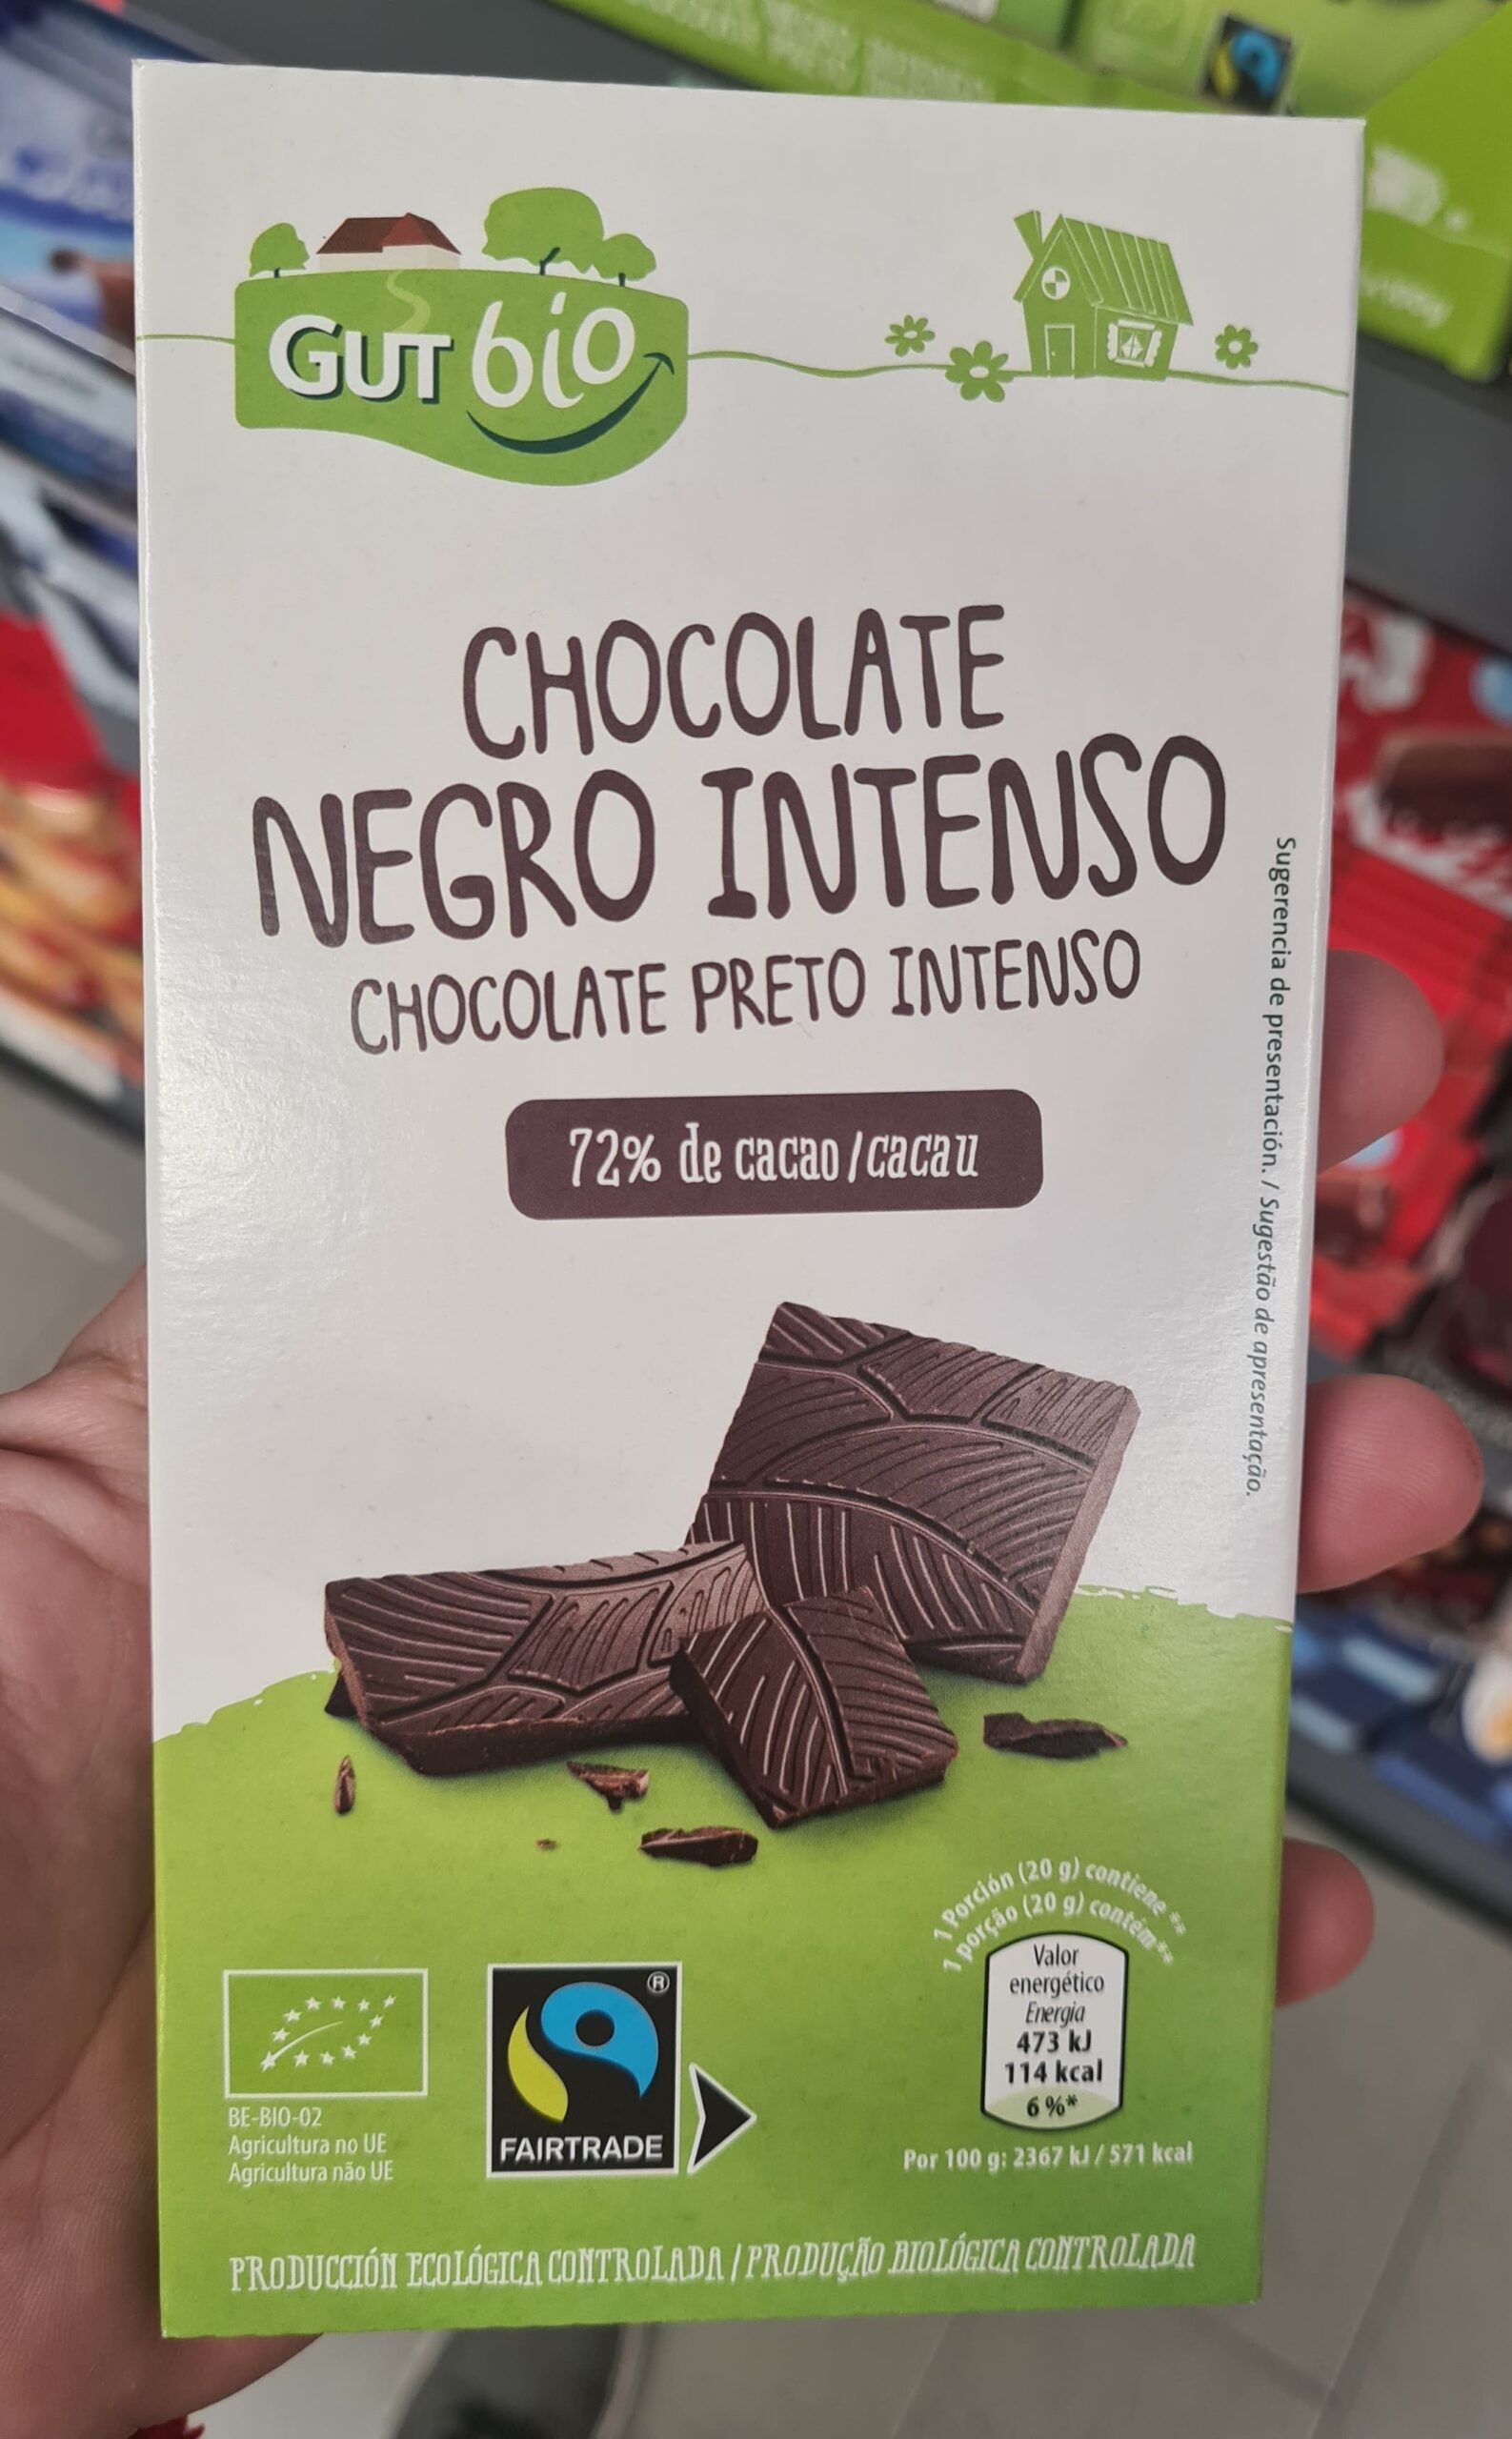 GUT bio
CHOCOLATE
NEGRO INTENSO
CHOCOLATE PRETO INTENSO
72% de cacao/cacau
Sugerencia de presentación. / Sugestão de apresentação.
1 Porción (20 g) contiene **
1 porção (20 g) contém**
Valor
energético
Energia
473 kJ
114 kcal
6 %*
Por 100 g: 2367 kJ / 571 kcal
BE-BIO-02
Agricultura no UE
Agricultura não UE
®
FAIRTRADE
PRODUCCIÓN ECOLÓGICA CONTROLADA / PRODUÇÃO BIOLÓGICA CONTROLADA